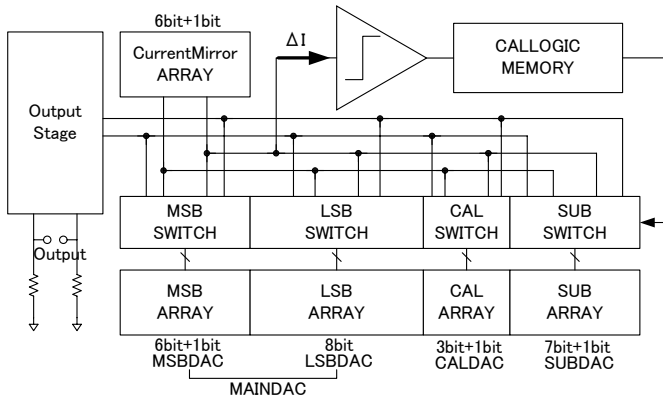 6bit+1bit
CurrentMirror
ARRAY
ΔI
CALLOGIC
MEMORY
Output
Stage
Output
MSB
SWITCH
LSB
SWITCH
CAL
SWITCH
SUB
SWITCH
MSB
ARRAY
LSB
ARRAY
CAL
ARRAY
SUB
ARRAY
6bit+1bit
MSBDAC
8bit
LSBDAC
3bit+1bit
CALDAC
7bit+1bit
SUBDAC
MAINDAC